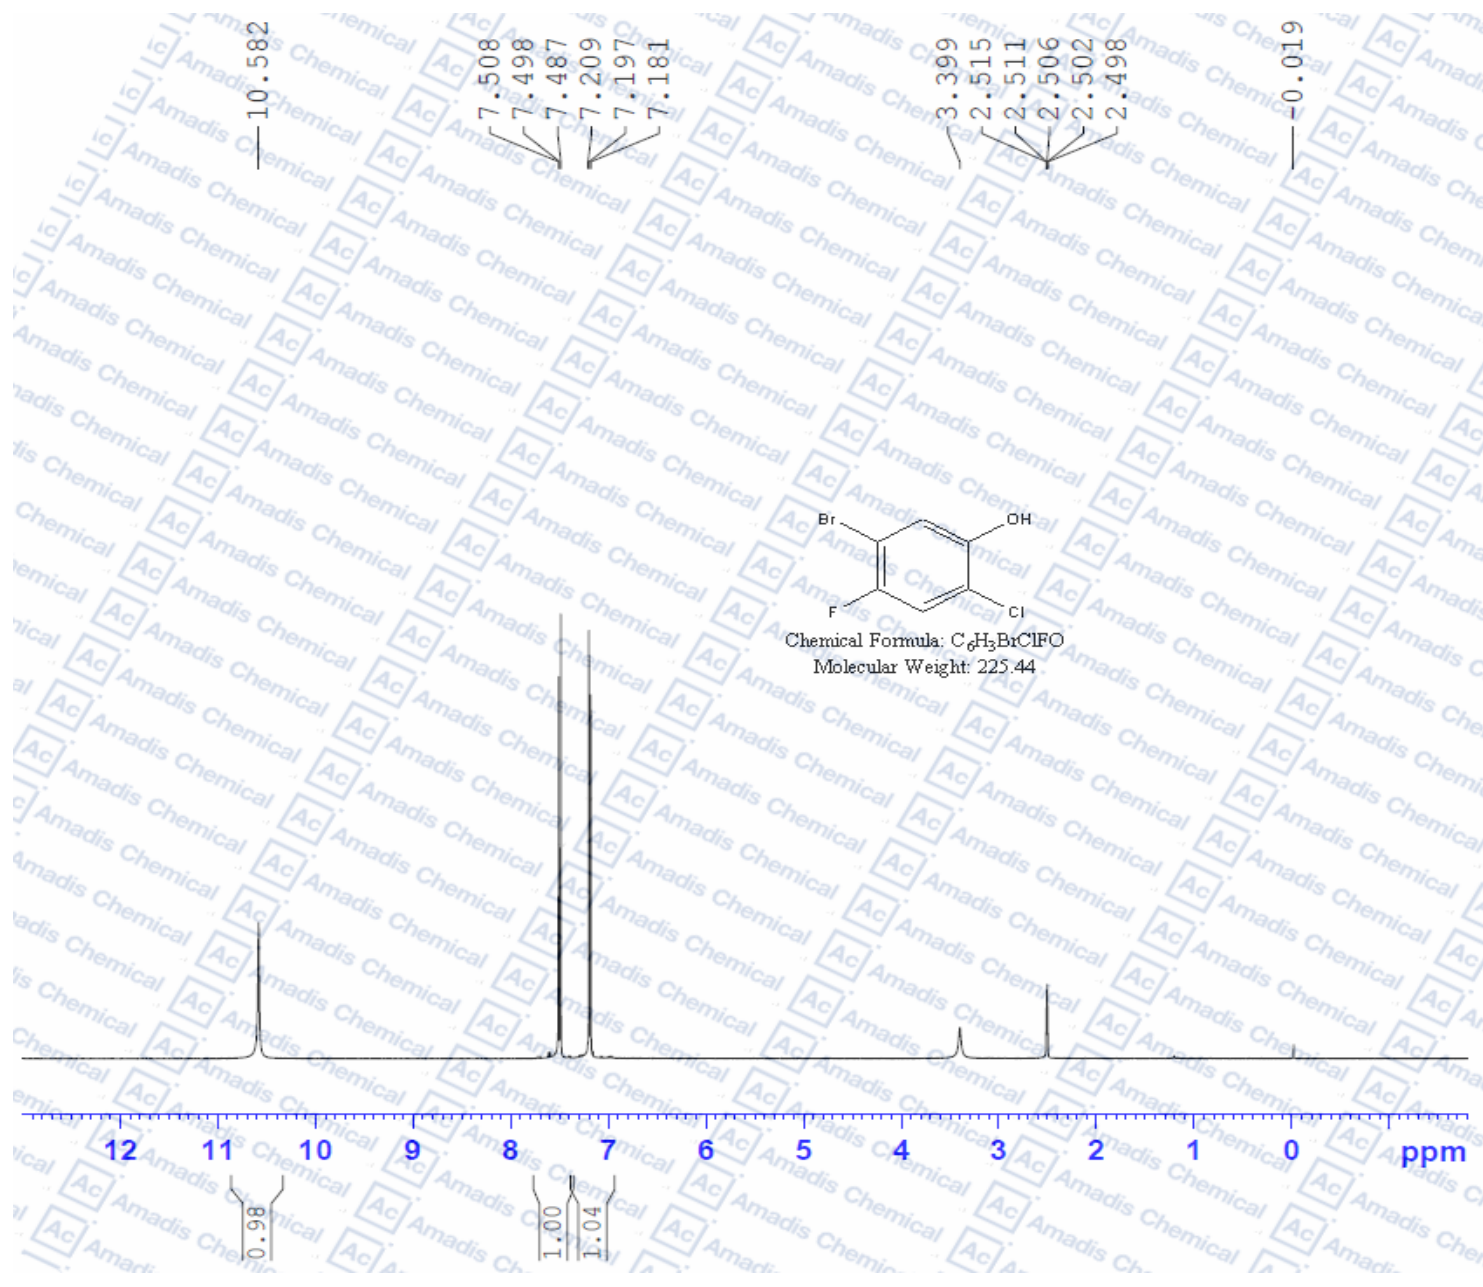 10.582
7.508
7.498
7.487
7.209
7.197
7.181
3.399
2.515
2.511
2.506
2.502
2.498
-0.019
Br
OH
F
Cl
Chemical Formula: C₆H₃BrClFO
Molecular Weight: 225.44
12 11 10 9 8 7 6 5 4 3 2 1 0 ppm
0.98
1.00
1.04
Ac Amadis Chemical